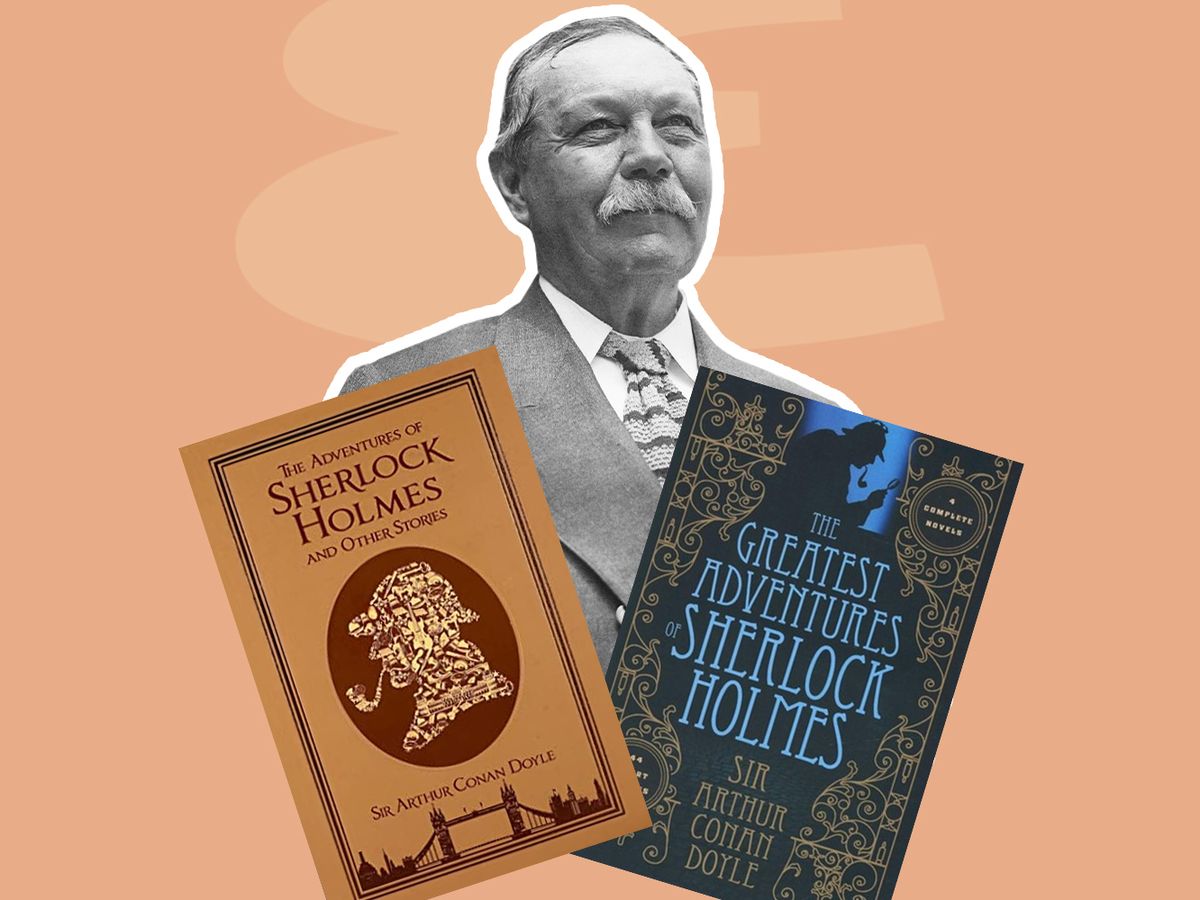 THE ADVENTURES OF
SHERLOCK
HOLMES
AND OTHER STORIES
SIR ARTHUR CONAN DOYLE
4
COMPLETE
NOVELS
THE
GREATEST
ADVENTURES
OF SHERLOCK
HOLMES
44
SIR
ARTHUR
CONAN
DOYLE